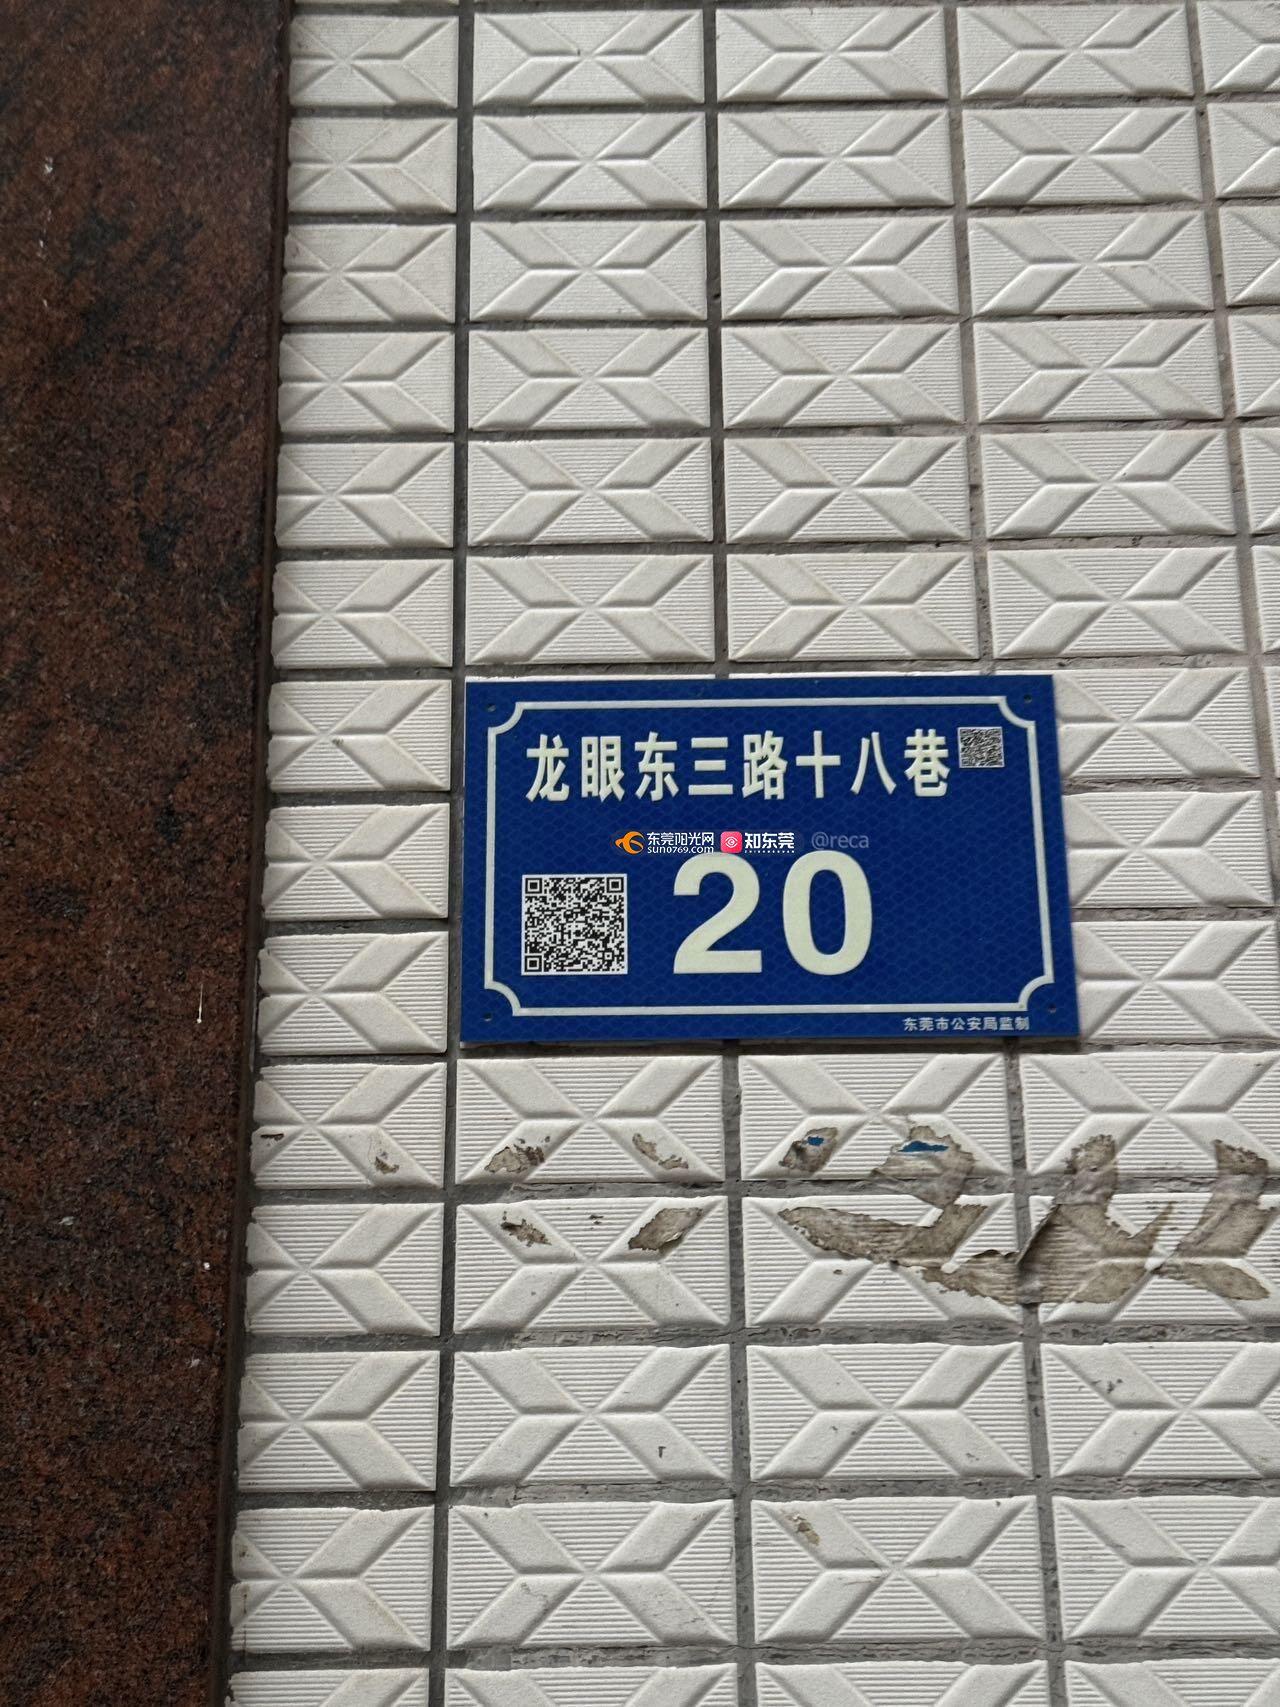 龙眼东三路十八巷
东莞阳光网 知东莞 @reca
sun0769.com
20
东莞市公安局监制